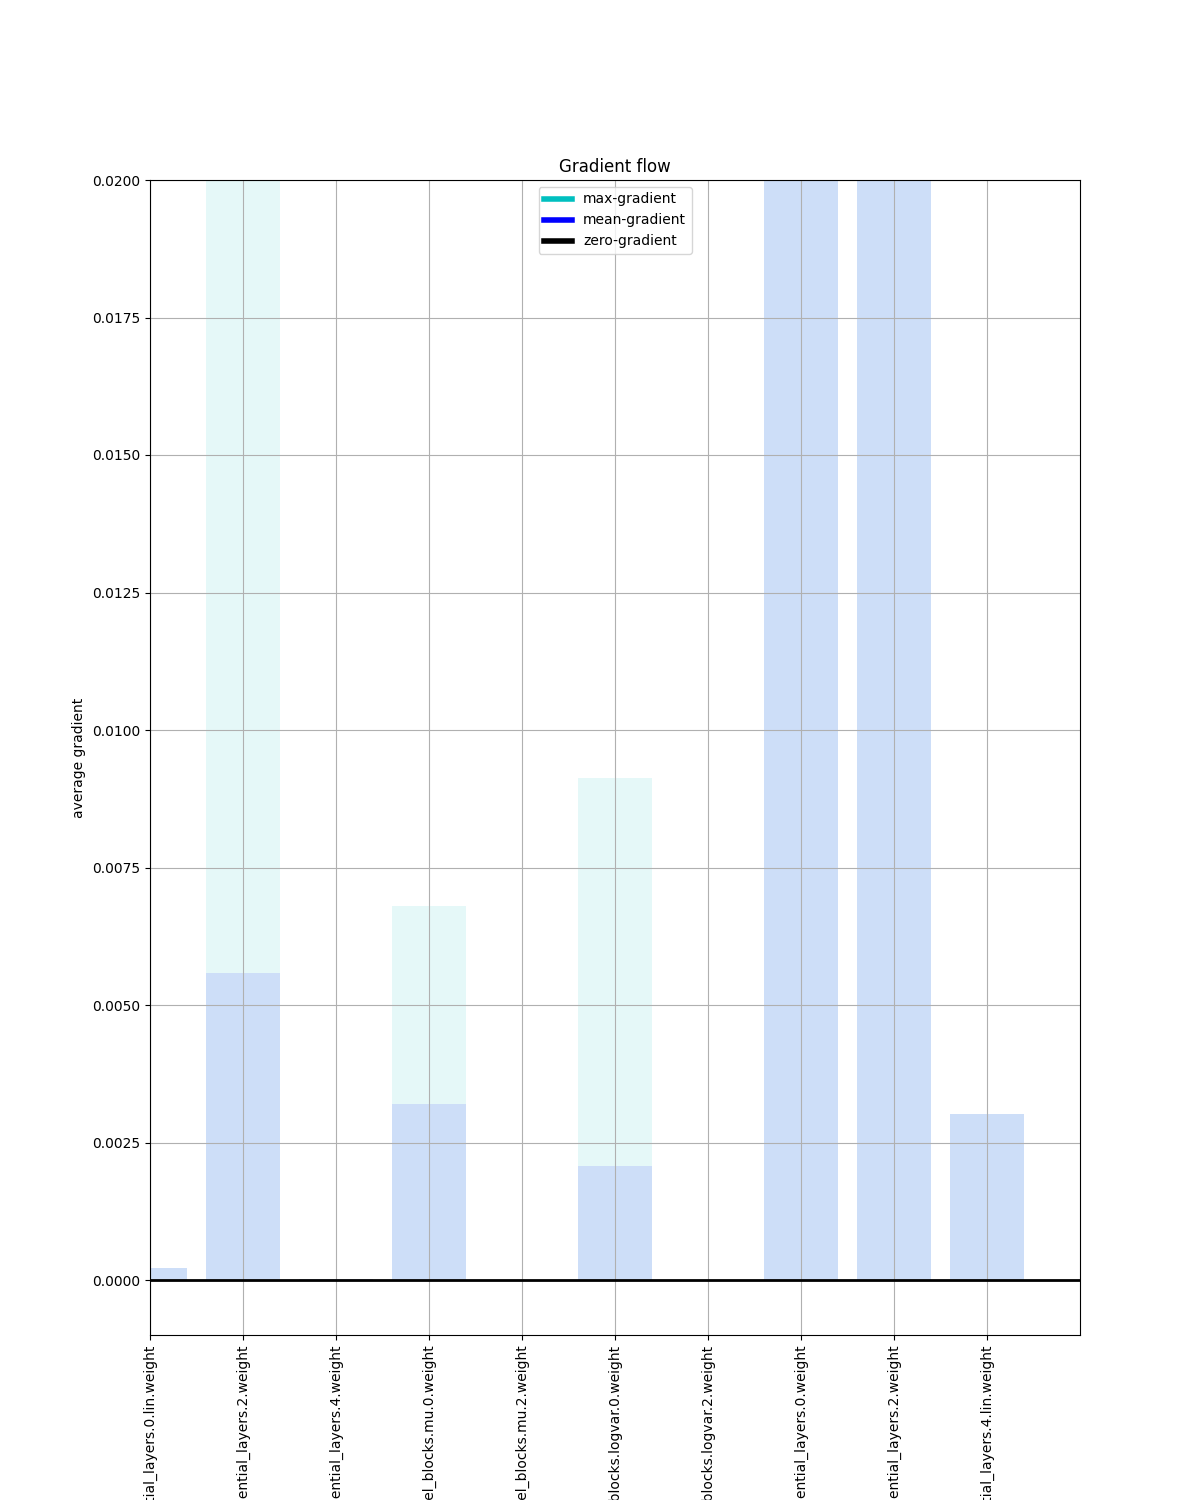 Gradient flow
max-gradient
mean-gradient
zero-gradient
average gradient
0.0200
0.0175
0.0150
0.0125
0.0100
0.0075
0.0050
0.0025
0.0000
tial_layers.0.lin.weight
ential_layers.2.weight
ential_layers.4.weight
el_blocks.mu.0.weight
el_blocks.mu.2.weight
blocks.logvar.0.weight
blocks.logvar.2.weight
ential_layers.0.weight
ential_layers.2.weight
tial_layers.4.lin.weight